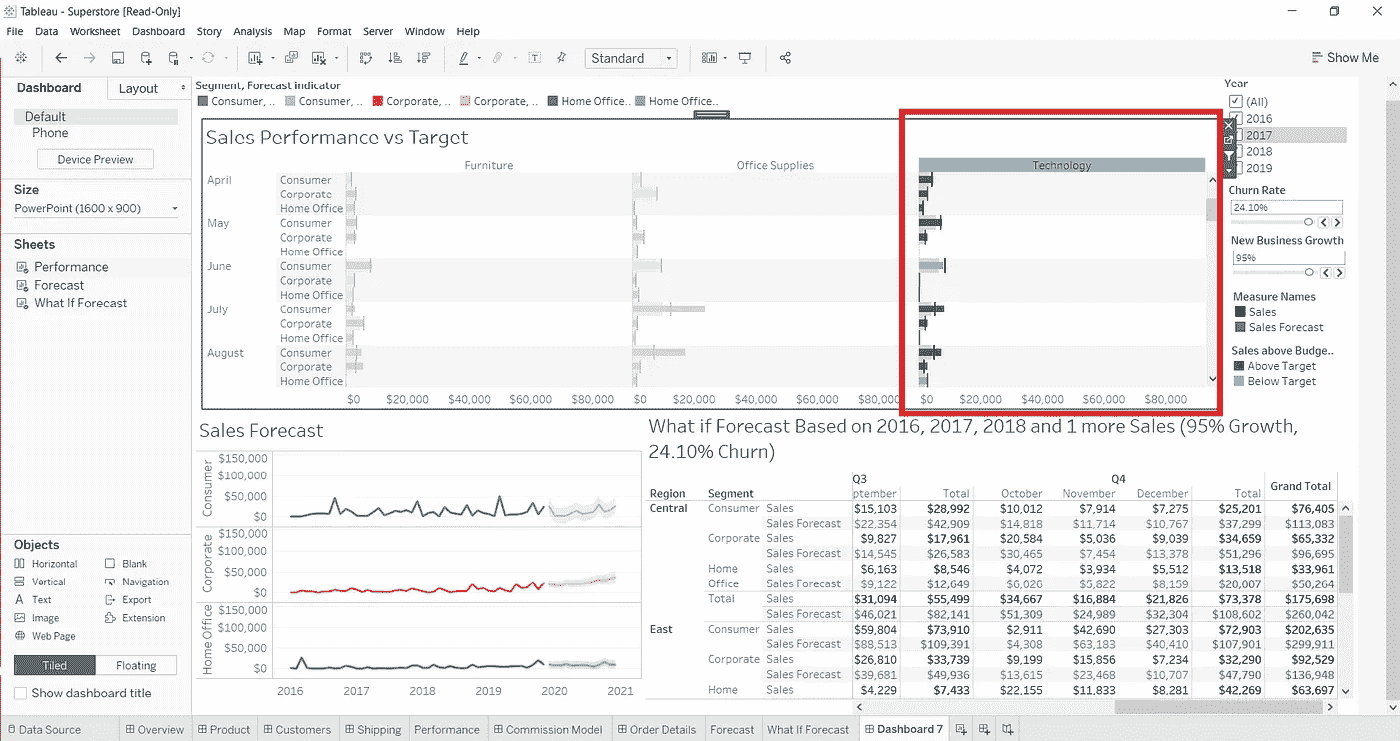 Tableau - Superstore [Read-Only]
File Data Worksheet Dashboard Story Analysis Map Format Server Window Help
Standard
Show Me
Dashboard Layout
Default
Phone
Device Preview
Size
PowerPoint (1600 x 900)
Sheets
Performance
Forecast
What If Forecast
Objects
Horizontal Blank
Vertical Navigation
Text Export
Image Extension
Web Page
Tiled Floating
Show dashboard title
Segment, Forecast indicator
Consumer, .. Consumer, .. Corporate, .. Corporate, .. Home Office.. Home Office..
Sales Performance vs Target
Furniture Office Supplies Technology
April Consumer
Corporate
Home Office
May Consumer
Corporate
Home Office
June Consumer
Corporate
Home Office
July Consumer
Corporate
Home Office
August Consumer
Corporate
Home Office
$0 $20,000 $40,000 $60,000 $80,000 $0 $20,000 $40,000 $60,000 $80,000 $0 $20,000 $40,000 $60,000 $80,000
Year
(All)
2016
2017
2018
2019
Churn Rate
24.10%
New Business Growth
95%
Measure Names
Sales
Sales Forecast
Sales above Budge..
Above Target
Below Target
Sales Forecast
Consumer
$150,000
$100,000
$50,000
$0
Corporate
$150,000
$100,000
$50,000
$0
Home Office
$150,000
$100,000
$50,000
$0
2016 2017 2018 2019 2020 2021
What if Forecast Based on 2016, 2017, 2018 and 1 more Sales (95% Growth,
24.10% Churn)
Q3 Q4
Region Segment ptember Total October November December Total Grand Total
Central Consumer Sales $15,103 $28,992 $10,012 $7,914 $7,275 $25,201 $76,405
Sales Forecast $22,354 $42,909 $14,818 $11,714 $10,767 $37,299 $113,083
Corporate Sales $9,827 $17,961 $20,584 $5,036 $9,039 $34,659 $65,332
Sales Forecast $14,545 $26,583 $30,465 $7,454 $13,378 $51,296 $96,695
Home Sales $6,163 $8,546 $4,072 $3,934 $5,512 $13,518 $33,961
Office Sales Forecast $9,122 $12,649 $6,026 $5,822 $8,159 $20,007 $50,264
Total Sales $31,094 $55,499 $34,667 $16,884 $21,826 $73,378 $175,698
Sales Forecast $46,021 $82,141 $51,309 $24,989 $32,304 $108,602 $260,042
East Consumer Sales $59,804 $73,910 $2,911 $42,690 $27,303 $72,903 $202,635
Sales Forecast $88,513 $109,391 $4,308 $63,183 $40,410 $107,901 $299,911
Corporate Sales $26,810 $33,739 $9,199 $15,856 $7,234 $32,290 $92,529
Sales Forecast $39,681 $49,936 $13,615 $23,468 $10,707 $47,790 $136,948
Home Sales $4,229 $7,433 $22,155 $11,833 $8,281 $42,269 $63,697
Data Source Overview Product Customers Shipping Performance Commission Model Order Details Forecast What If Forecast Dashboard 7